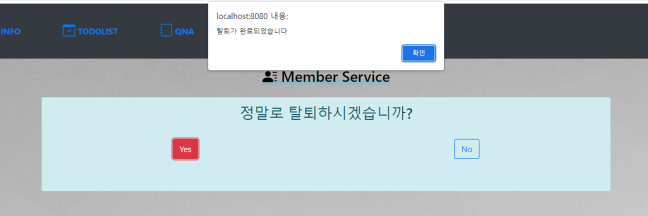 localhost:8080 내용:
탈퇴가 완료되었습니다
확인
INFO TODOLIST QNA
Member Service
정말로 탈퇴하시겠습니까?
Yes No